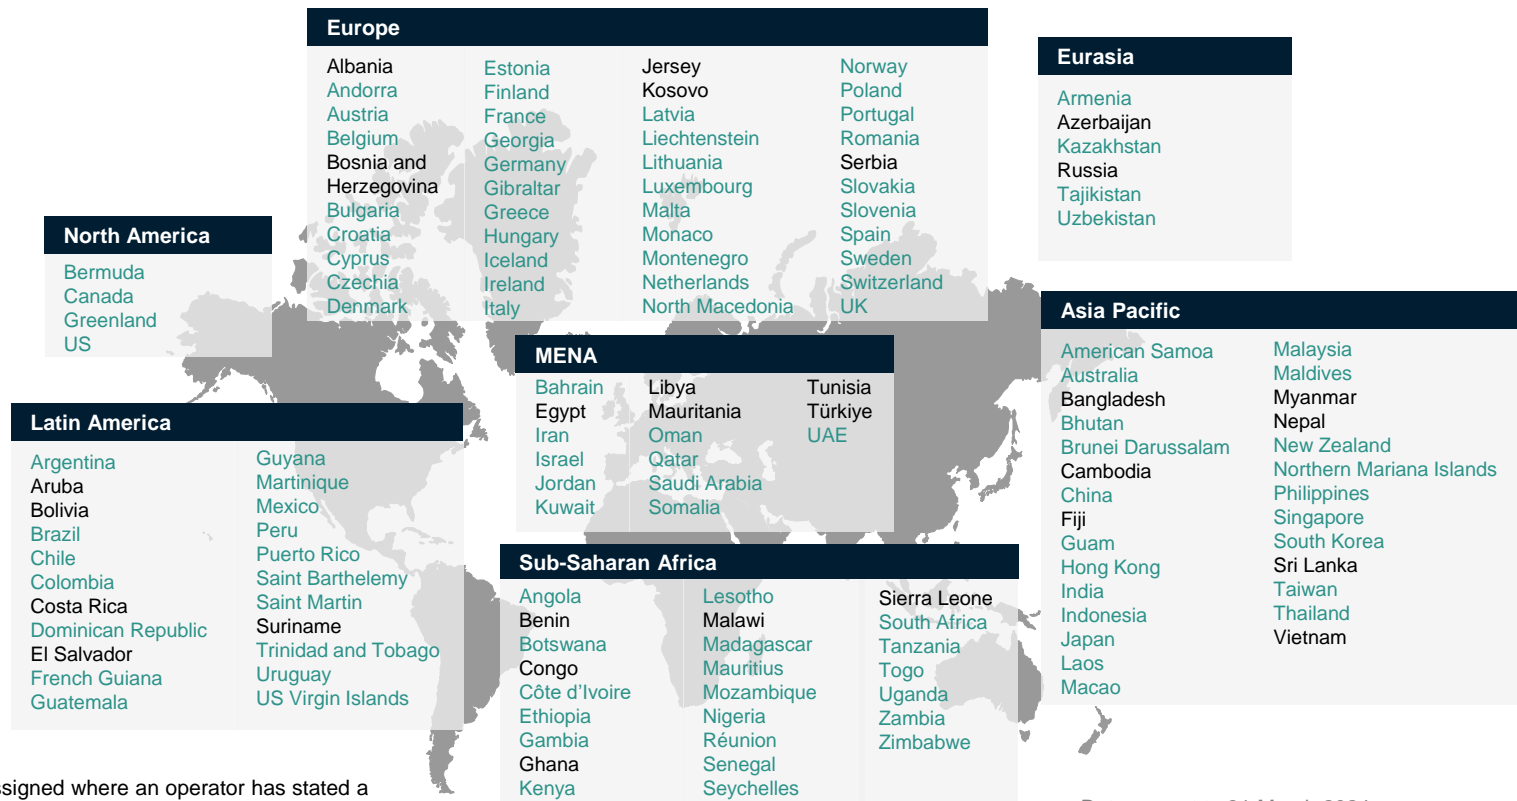 Europe
Albania
Andorra
Austria
Belgium
Bosnia and
Herzegovina
Bulgaria
Croatia
Cyprus
Czechia
Denmark
Estonia
Finland
France
Georgia
Germany
Gibraltar
Greece
Hungary
Iceland
Ireland
Italy
Jersey
Kosovo
Latvia
Liechtenstein
Lithuania
Luxembourg
Malta
Monaco
Montenegro
Netherlands
North Macedonia
Norway
Poland
Portugal
Romania
Serbia
Slovakia
Slovenia
Spain
Sweden
Switzerland
UK
Eurasia
Armenia
Azerbaijan
Kazakhstan
Russia
Tajikistan
Uzbekistan
North America
Bermuda
Canada
Greenland
US
Asia Pacific
American Samoa
Australia
Bangladesh
Bhutan
Brunei Darussalam
Cambodia
China
Fiji
Guam
Hong Kong
India
Indonesia
Japan
Laos
Macao
Malaysia
Maldives
Myanmar
Nepal
New Zealand
Northern Mariana Islands
Philippines
Singapore
South Korea
Sri Lanka
Taiwan
Thailand
Vietnam
MENA
Bahrain
Egypt
Iran
Israel
Jordan
Kuwait
Libya
Mauritania
Oman
Qatar
Saudi Arabia
Somalia
Tunisia
Türkiye
UAE
Latin America
Argentina
Aruba
Bolivia
Brazil
Chile
Colombia
Costa Rica
Dominican Republic
El Salvador
French Guiana
Guatemala
Guyana
Martinique
Mexico
Peru
Puerto Rico
Saint Barthelemy
Saint Martin
Suriname
Trinidad and Tobago
Uruguay
US Virgin Islands
Sub-Saharan Africa
Angola
Benin
Botswana
Congo
Côte d’Ivoire
Ethiopia
Gambia
Ghana
Kenya
Lesotho
Malawi
Madagascar
Mauritius
Mozambique
Nigeria
Réunion
Senegal
Seychelles
Sierra Leone
South Africa
Tanzania
Togo
Uganda
Zambia
Zimbabwe
ssigned where an operator has stated a